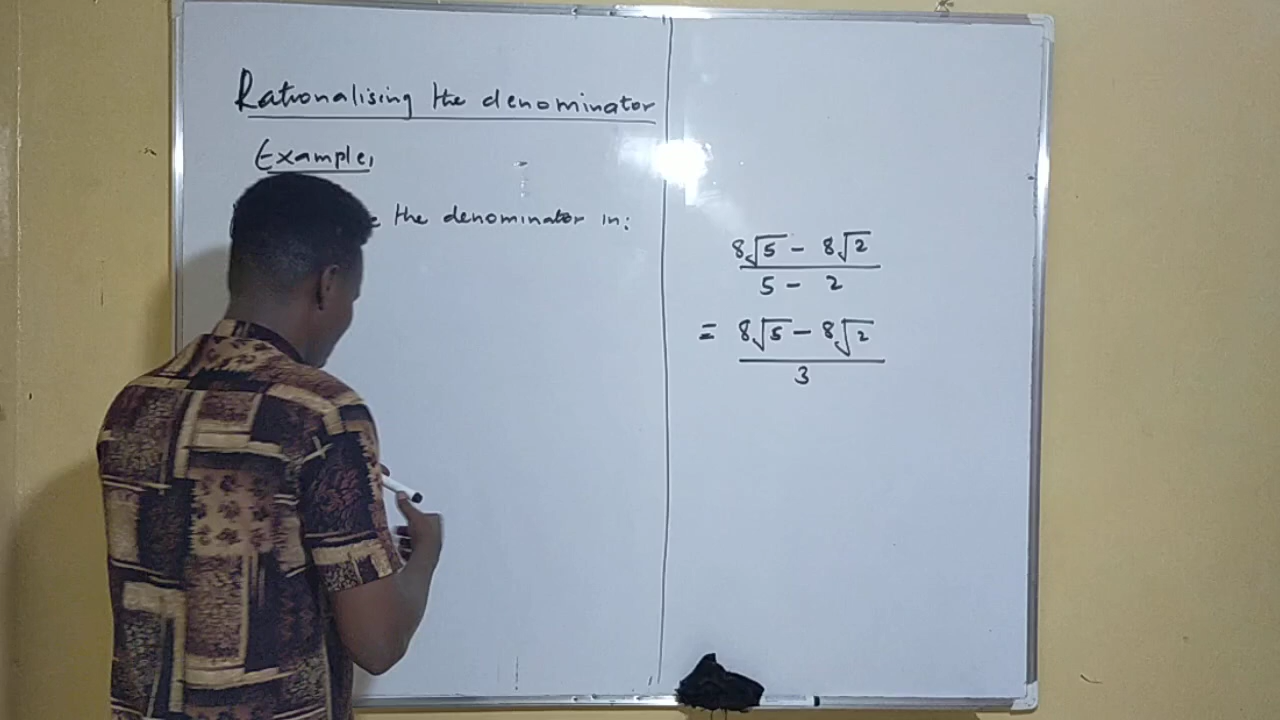 Rationalising the denominator
Example,
the denominator in:
8√5 - 8√2
5 - 2
= 8√5 - 8√2
3